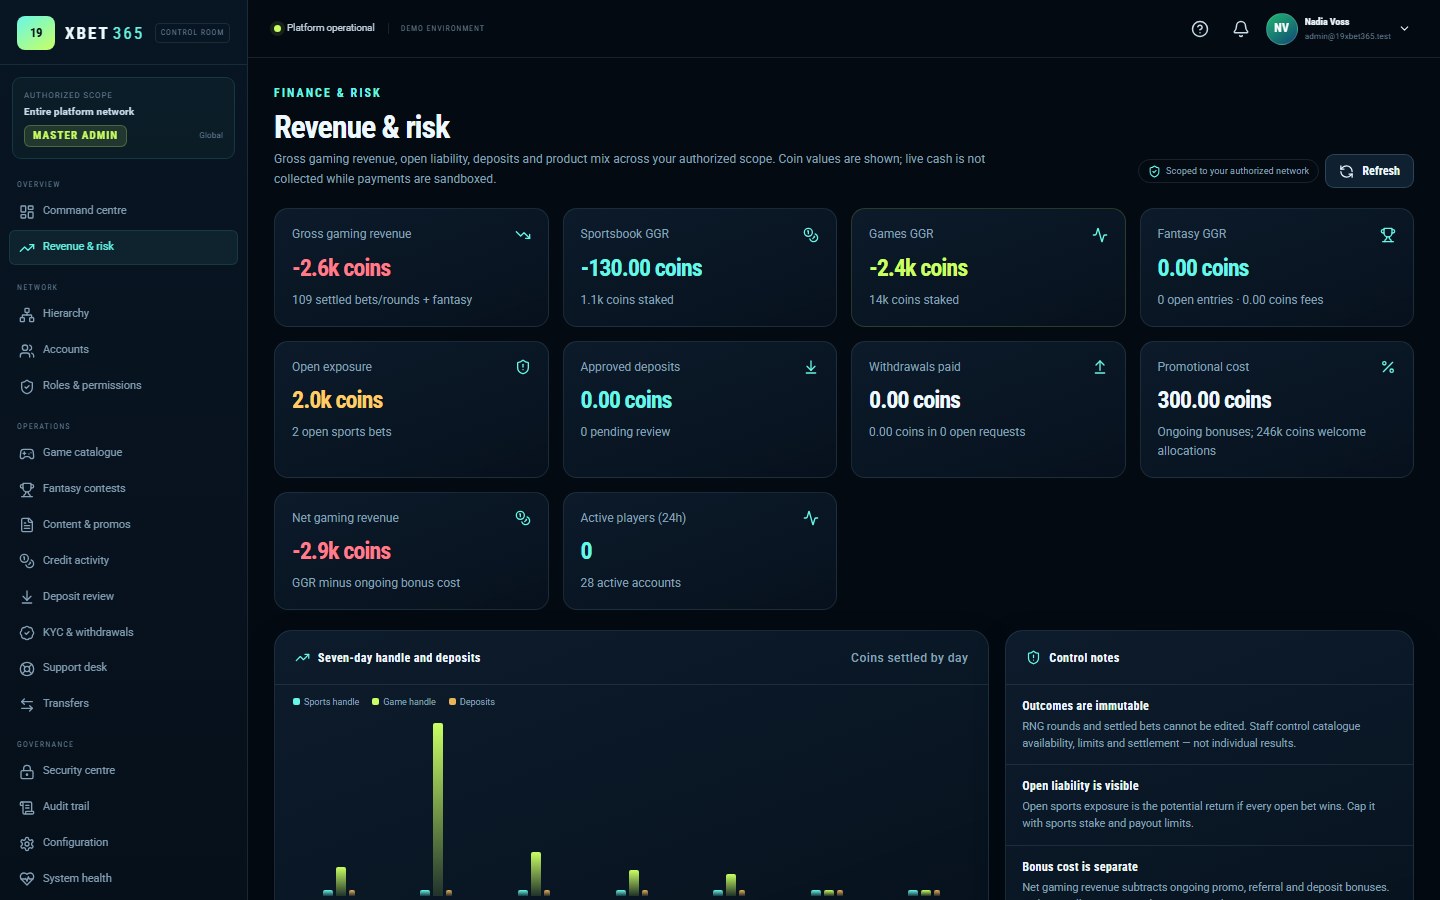 19 XBET 365 CONTROL ROOM
Platform operational DEMO ENVIRONMENT
NV Nadia Voss
admin@19xbet365.test
AUTHORIZED SCOPE
Entire platform network
MASTER ADMIN Global
OVERVIEW
Command centre
Revenue & risk
NETWORK
Hierarchy
Accounts
Roles & permissions
OPERATIONS
Game catalogue
Fantasy contests
Content & promos
Credit activity
Deposit review
KYC & withdrawals
Support desk
Transfers
GOVERNANCE
Security centre
Audit trail
Configuration
System health
FINANCE & RISK
Revenue & risk
Gross gaming revenue, open liability, deposits and product mix across your authorized scope. Coin values are shown; live cash is not
collected while payments are sandboxed.
Scoped to your authorized network
Refresh
Gross gaming revenue
-2.6k coins
109 settled bets/rounds + fantasy
Sportsbook GGR
-130.00 coins
1.1k coins staked
Games GGR
-2.4k coins
14k coins staked
Fantasy GGR
0.00 coins
0 open entries · 0.00 coins fees
Open exposure
2.0k coins
2 open sports bets
Approved deposits
0.00 coins
0 pending review
Withdrawals paid
0.00 coins
0.00 coins in 0 open requests
Promotional cost
300.00 coins
Ongoing bonuses; 246k coins welcome
allocations
Net gaming revenue
-2.9k coins
GGR minus ongoing bonus cost
Active players (24h)
0
28 active accounts
Seven-day handle and deposits
Coins settled by day
Sports handle Game handle Deposits
Control notes
Outcomes are immutable
RNG rounds and settled bets cannot be edited. Staff control catalogue
availability, limits and settlement — not individual results.
Open liability is visible
Open sports exposure is the potential return if every open bet wins. Cap it
with sports stake and payout limits.
Bonus cost is separate
Net gaming revenue subtracts ongoing promo, referral and deposit bonuses.